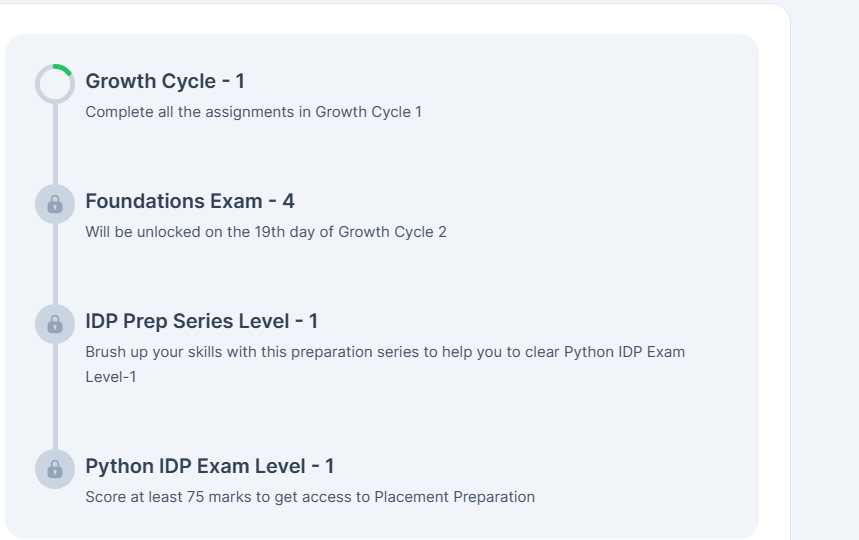 Growth Cycle - 1
Complete all the assignments in Growth Cycle 1
Foundations Exam - 4
Will be unlocked on the 19th day of Growth Cycle 2
IDP Prep Series Level - 1
Brush up your skills with this preparation series to help you to clear Python IDP Exam
Level-1
Python IDP Exam Level - 1
Score at least 75 marks to get access to Placement Preparation